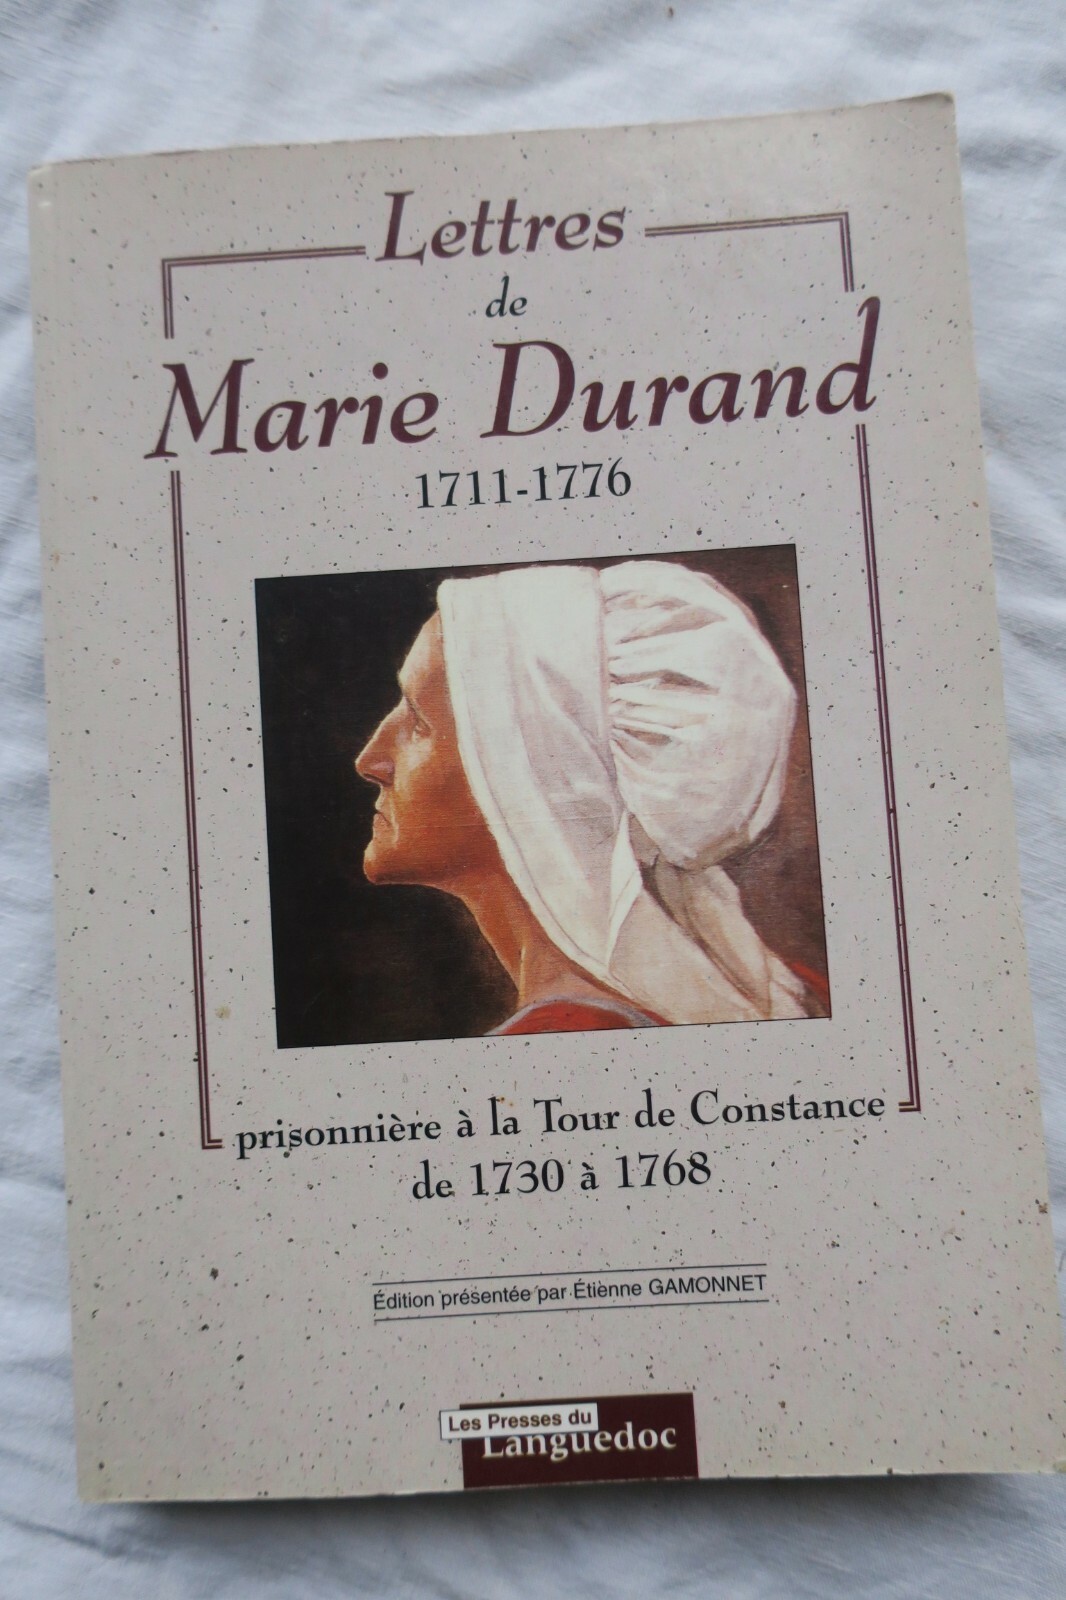 Lettres
de
Marie Durand
1711-1776
prisonnière à la Tour de Constance
de 1730 à 1768
Édition présentée par Étienne GAMONNET
Les Presses du
Languedoc